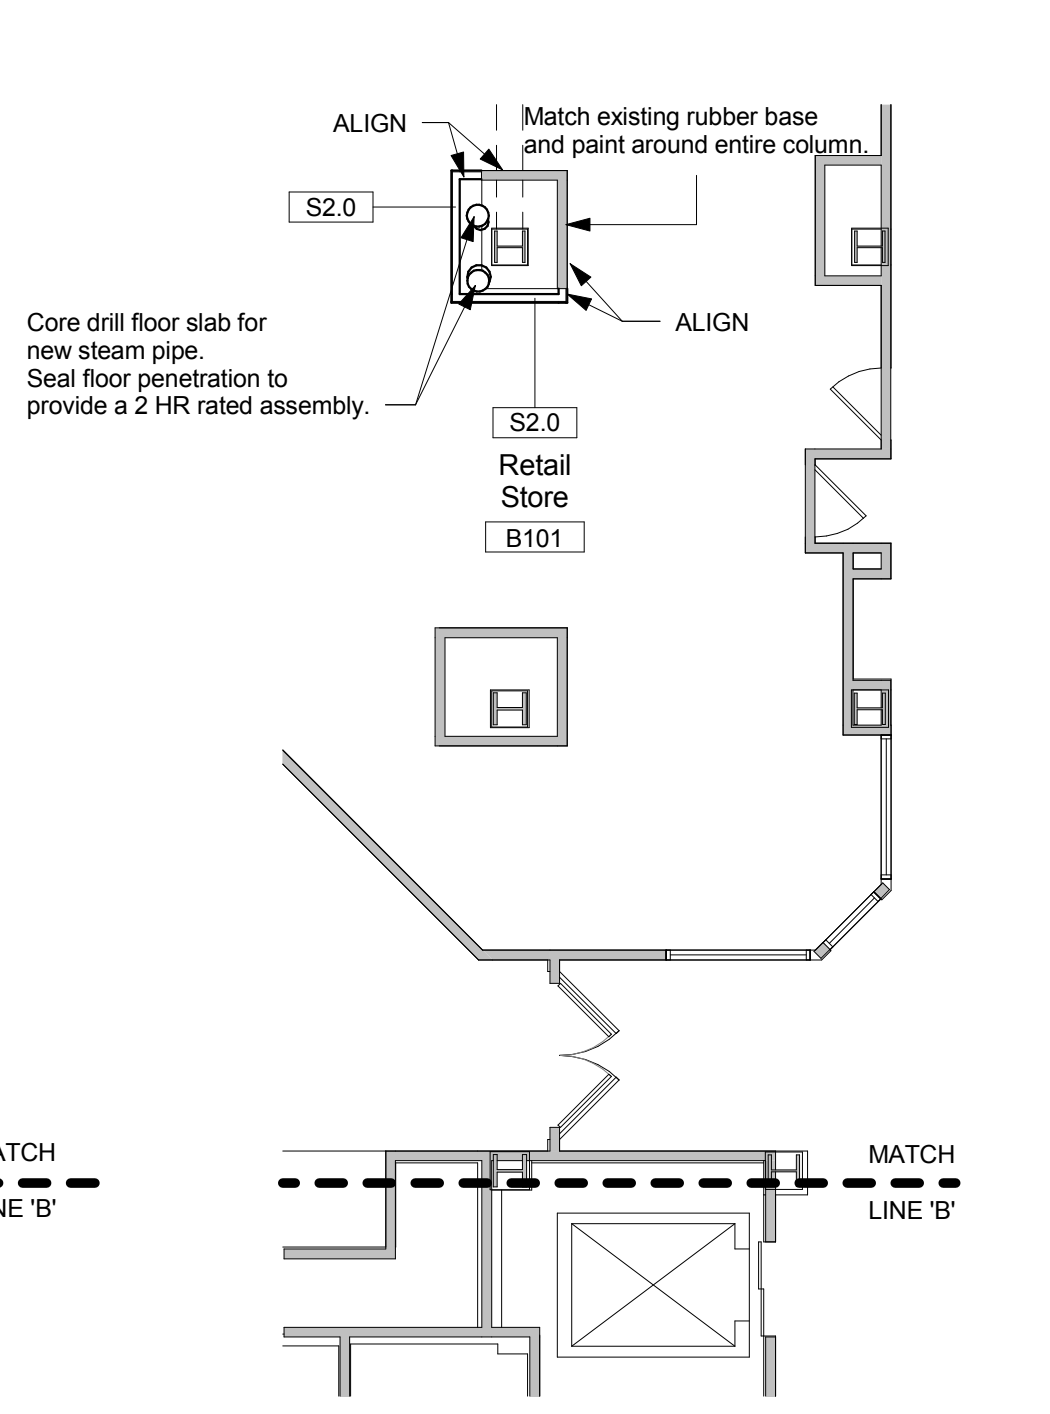 ALIGN
Match existing rubber base
and paint around entire column.
S2.0
Core drill floor slab for
new steam pipe.
Seal floor penetration to
provide a 2 HR rated assembly.
ALIGN
S2.0
Retail
Store
B101
ATCH
NE 'B'
MATCH
LINE 'B'